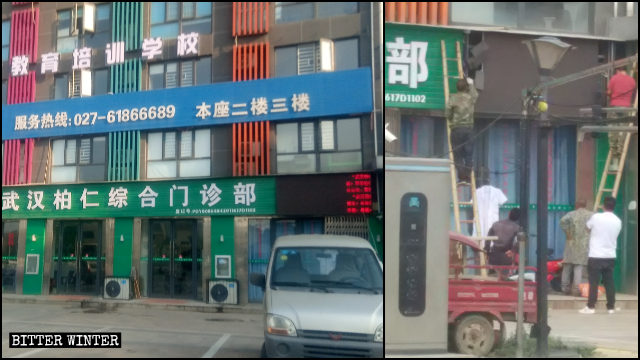 教育培训学校
服务热线:027-61866689 本座二楼三楼
武汉柏仁综合门诊部
部
617D1102
BITTER WINTER